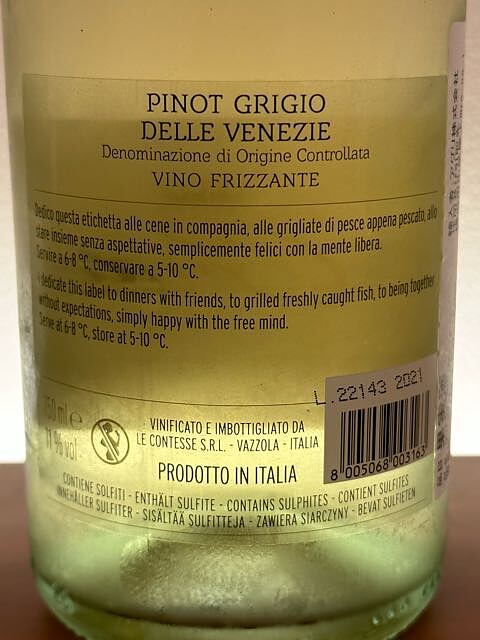 PINOT GRIGIO
DELLE VENEZIE
Denominazione di Origine Controllata
VINO FRIZZANTE
Dedico questa etichetta alle cene in compagnia, alle grigliate di pesce appena pescato, allo
stare insieme senza aspettative, semplicemente felici con la mente libera.
Servire a 6-8 °C, conservare a 5-10 °C.
I dedicate this label to dinners with friends, to grilled freshly caught fish, to being together
without expectations, simply happy with the free mind.
Serve at 6-8 °C, store at 5-10 °C.
L.22143 2021
750 ml e
11 % vol
VINIFICATO E IMBOTTIGLIATO DA
LE CONTESSE S.R.L. - VAZZOLA - ITALIA
PRODOTTO IN ITALIA
8 005068 003163
CONTIENE SOLFITI - ENTHÄLT SULFITE - CONTAINS SULPHITES - CONTIENT SULFITES
INNEHÅLLER SULFITER - SISÄLTÄÄ SULFITTEJA - ZAWIERA SIARCZYNY - BEVAT SULFIETEN